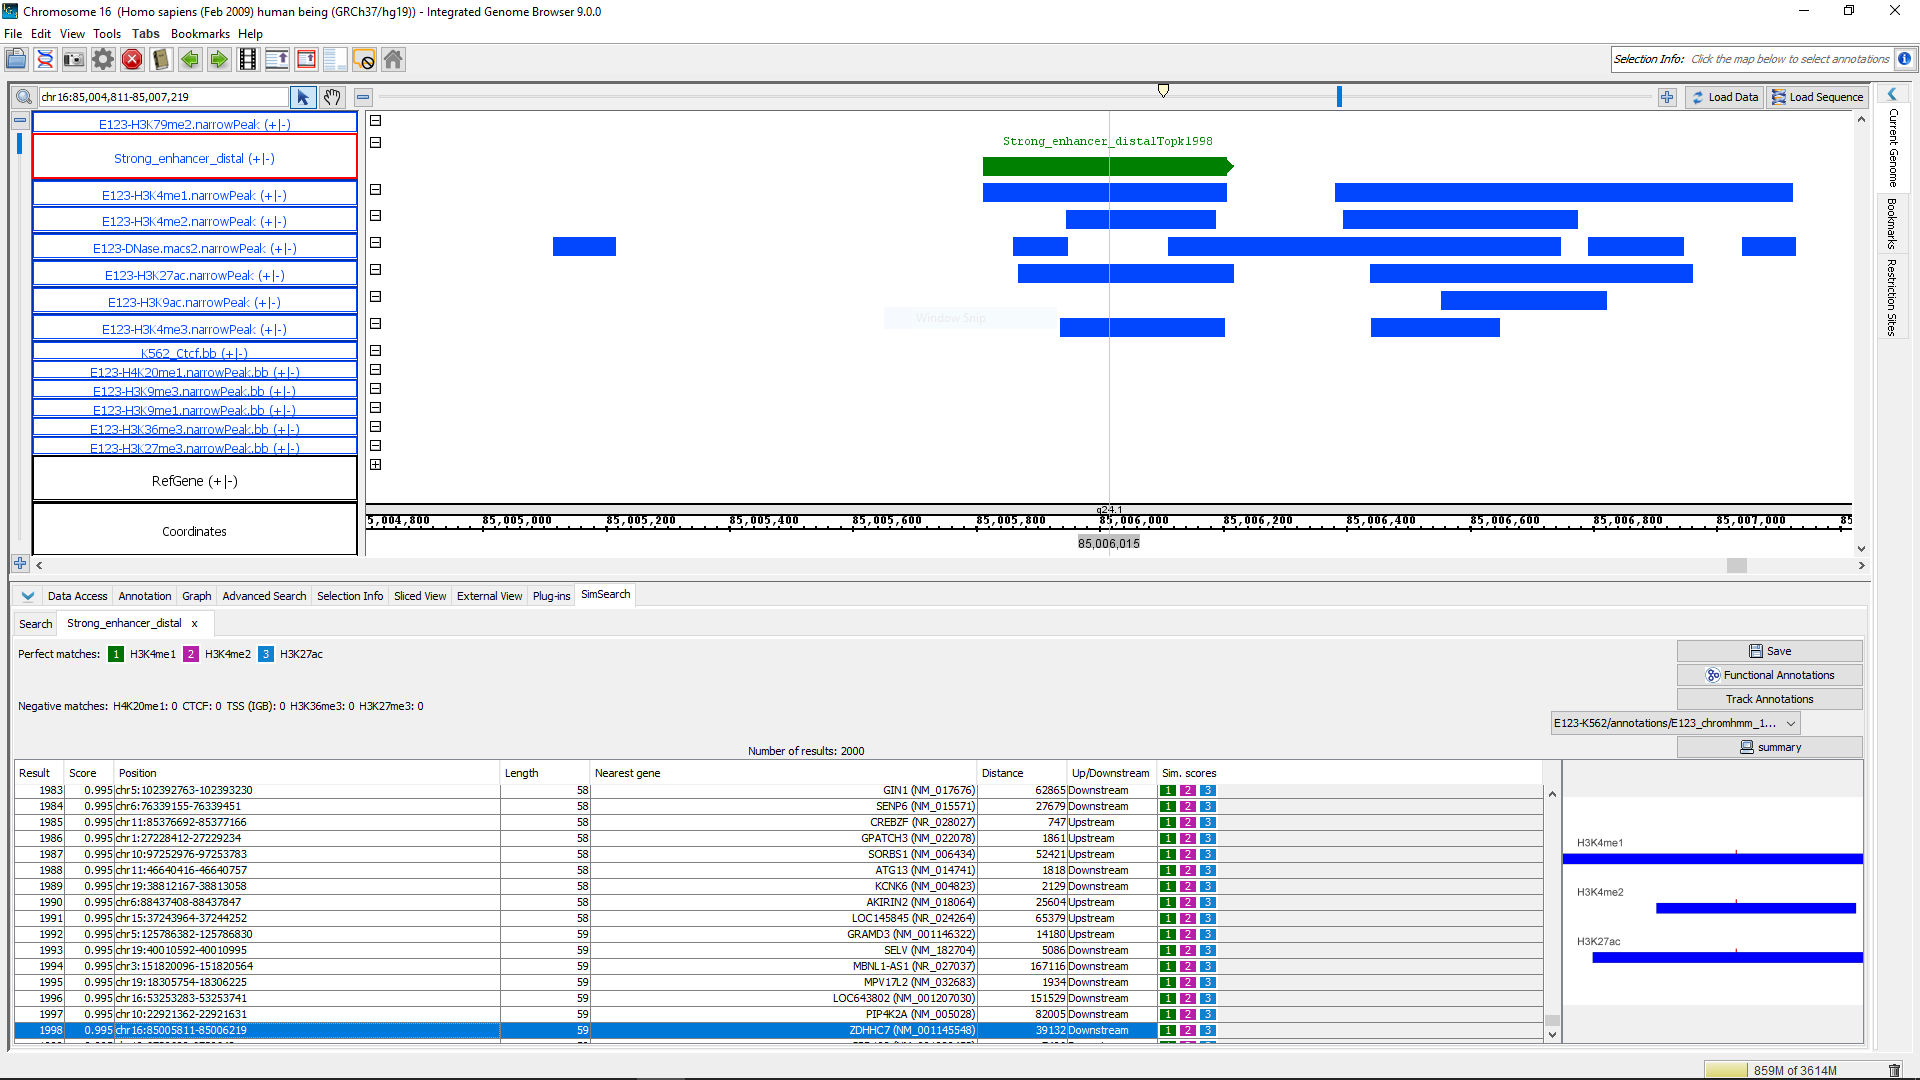 Chromosome 16 (Homo sapiens (Feb 2009) human being (GRCh37/hg19)) - Integrated Genome Browser 9.0.0
File Edit View Tools Tabs Bookmarks Help
Selection Info: Click the map below to select annotations
chr16:85,004,811-85,007,219
Load Data Load Sequence
Current Genome
Bookmarks
Restriction Sites
E123-H3K79me2.narrowPeak (+|-)
Strong_enhancer_distal (+|-)
E123-H3K4me1.narrowPeak (+|-)
E123-H3K4me2.narrowPeak (+|-)
E123-DNase.macs2.narrowPeak (+|-)
E123-H3K27ac.narrowPeak (+|-)
E123-H3K9ac.narrowPeak (+|-)
E123-H3K4me3.narrowPeak (+|-)
K562_Ctcf.bb (+|-)
E123-H4K20me1.narrowPeak.bb (+|-)
E123-H3K9me3.narrowPeak.bb (+|-)
E123-H3K9me1.narrowPeak.bb (+|-)
E123-H3K36me3.narrowPeak.bb (+|-)
E123-H3K27me3.narrowPeak.bb (+|-)
RefGene (+|-)
Coordinates
Strong_enhancer_distalTopk1998
Window Snip
q24.1
5,004,800 85,005,000 85,005,200 85,005,400 85,005,600 85,005,800 85,006,000 85,006,200 85,006,400 85,006,600 85,006,800 85,007,000 85
85,006,015
Data Access Annotation Graph Advanced Search Selection Info Sliced View External View Plug-ins SimSearch
Search Strong_enhancer_distal x
Perfect matches: 1 H3K4me1 2 H3K4me2 3 H3K27ac
Save
Functional Annotations
Negative matches: H4K20me1: 0 CTCF: 0 TSS (IGB): 0 H3K36me3: 0 H3K27me3: 0
Track Annotations
E123-K562/annotations/E123_chromhmm_1...
Number of results: 2000
summary
Result Score Position Length Nearest gene Distance Up/Downstream Sim. scores
1983 0.995 chr5:102392763-102393230 58 GIN1 (NM_017676) 62865 Downstream 1 2 3
1984 0.995 chr6:76339155-76339451 58 SENP6 (NM_015571) 27679 Downstream 1 2 3
1985 0.995 chr11:85376692-85377166 58 CREBZF (NR_028027) 747 Upstream 1 2 3
1986 0.995 chr1:27228412-27229234 58 GPATCH3 (NM_022078) 1861 Upstream 1 2 3
1987 0.995 chr10:97252976-97253783 58 SORBS1 (NM_006434) 52421 Upstream 1 2 3
1988 0.995 chr11:46640416-46640757 58 ATG13 (NM_014741) 1818 Downstream 1 2 3
1989 0.995 chr19:38812167-38813058 58 KCNK6 (NM_004823) 2129 Downstream 1 2 3
1990 0.995 chr6:88437408-88437847 58 AKIRIN2 (NM_018064) 25604 Upstream 1 2 3
1991 0.995 chr15:37243964-37244252 58 LOC145845 (NR_024264) 65379 Upstream 1 2 3
1992 0.995 chr5:125786382-125786830 59 GRAMD3 (NM_001146322) 14180 Upstream 1 2 3
1993 0.995 chr19:40010592-40010995 59 SELV (NM_182704) 5086 Downstream 1 2 3
1994 0.995 chr3:151820096-151820564 59 MBNL1-AS1 (NR_027037) 167116 Downstream 1 2 3
1995 0.995 chr19:18305754-18306225 59 MPV17L2 (NM_032683) 1934 Downstream 1 2 3
1996 0.995 chr16:53253283-53253741 59 LOC643802 (NM_001207030) 151529 Downstream 1 2 3
1997 0.995 chr10:22921362-22921631 59 PIP4K2A (NM_005028) 82005 Downstream 1 2 3
1998 0.995 chr16:85005811-85006219 59 ZDHHC7 (NM_001145548) 39132 Downstream 1 2 3
H3K4me1
H3K4me2
H3K27ac
859M of 3614M